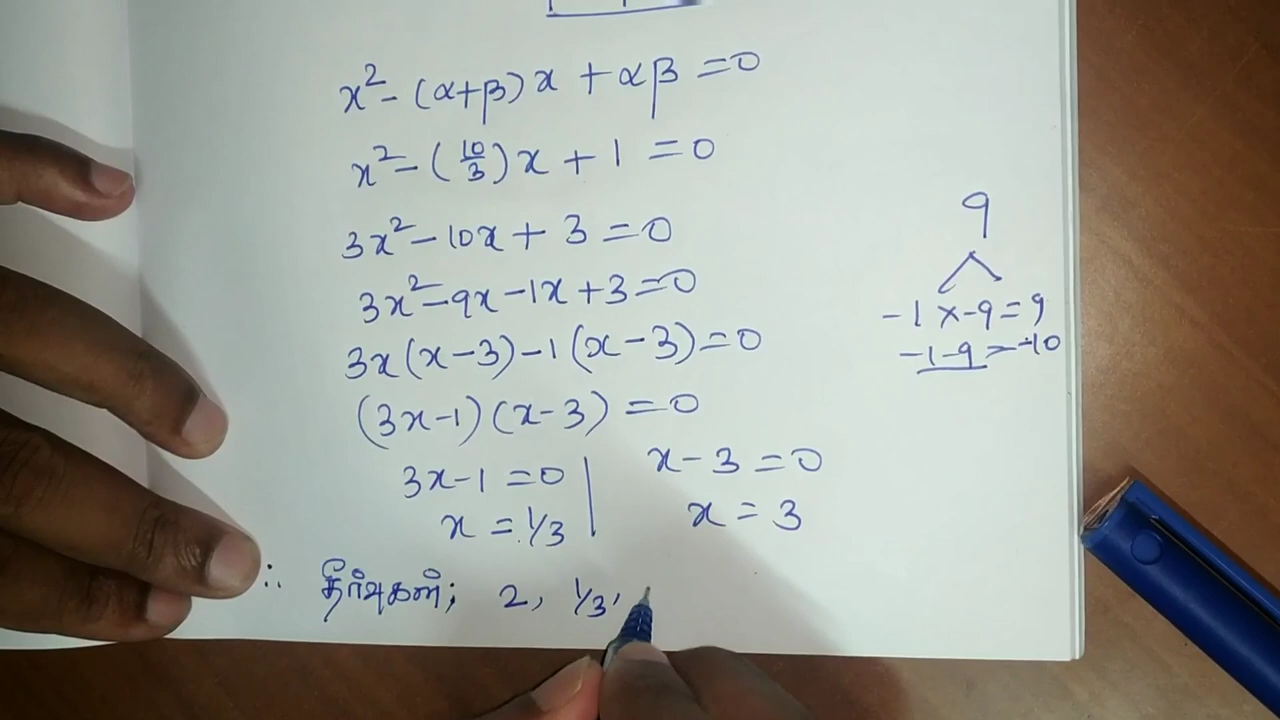 x² - (α+β)x + αβ = 0
x² - (10/3)x + 1 = 0
3x² - 10x + 3 = 0
3x² - 9x - 1x + 3 = 0
3x(x-3) - 1(x-3) = 0
(3x-1)(x-3) = 0
3x-1 = 0 | x-3 = 0
x = 1/3 | x = 3
∴ தீர்வுகள்; 2, 1/3,
9
-1 × -9 = 9
-1-9 = -10